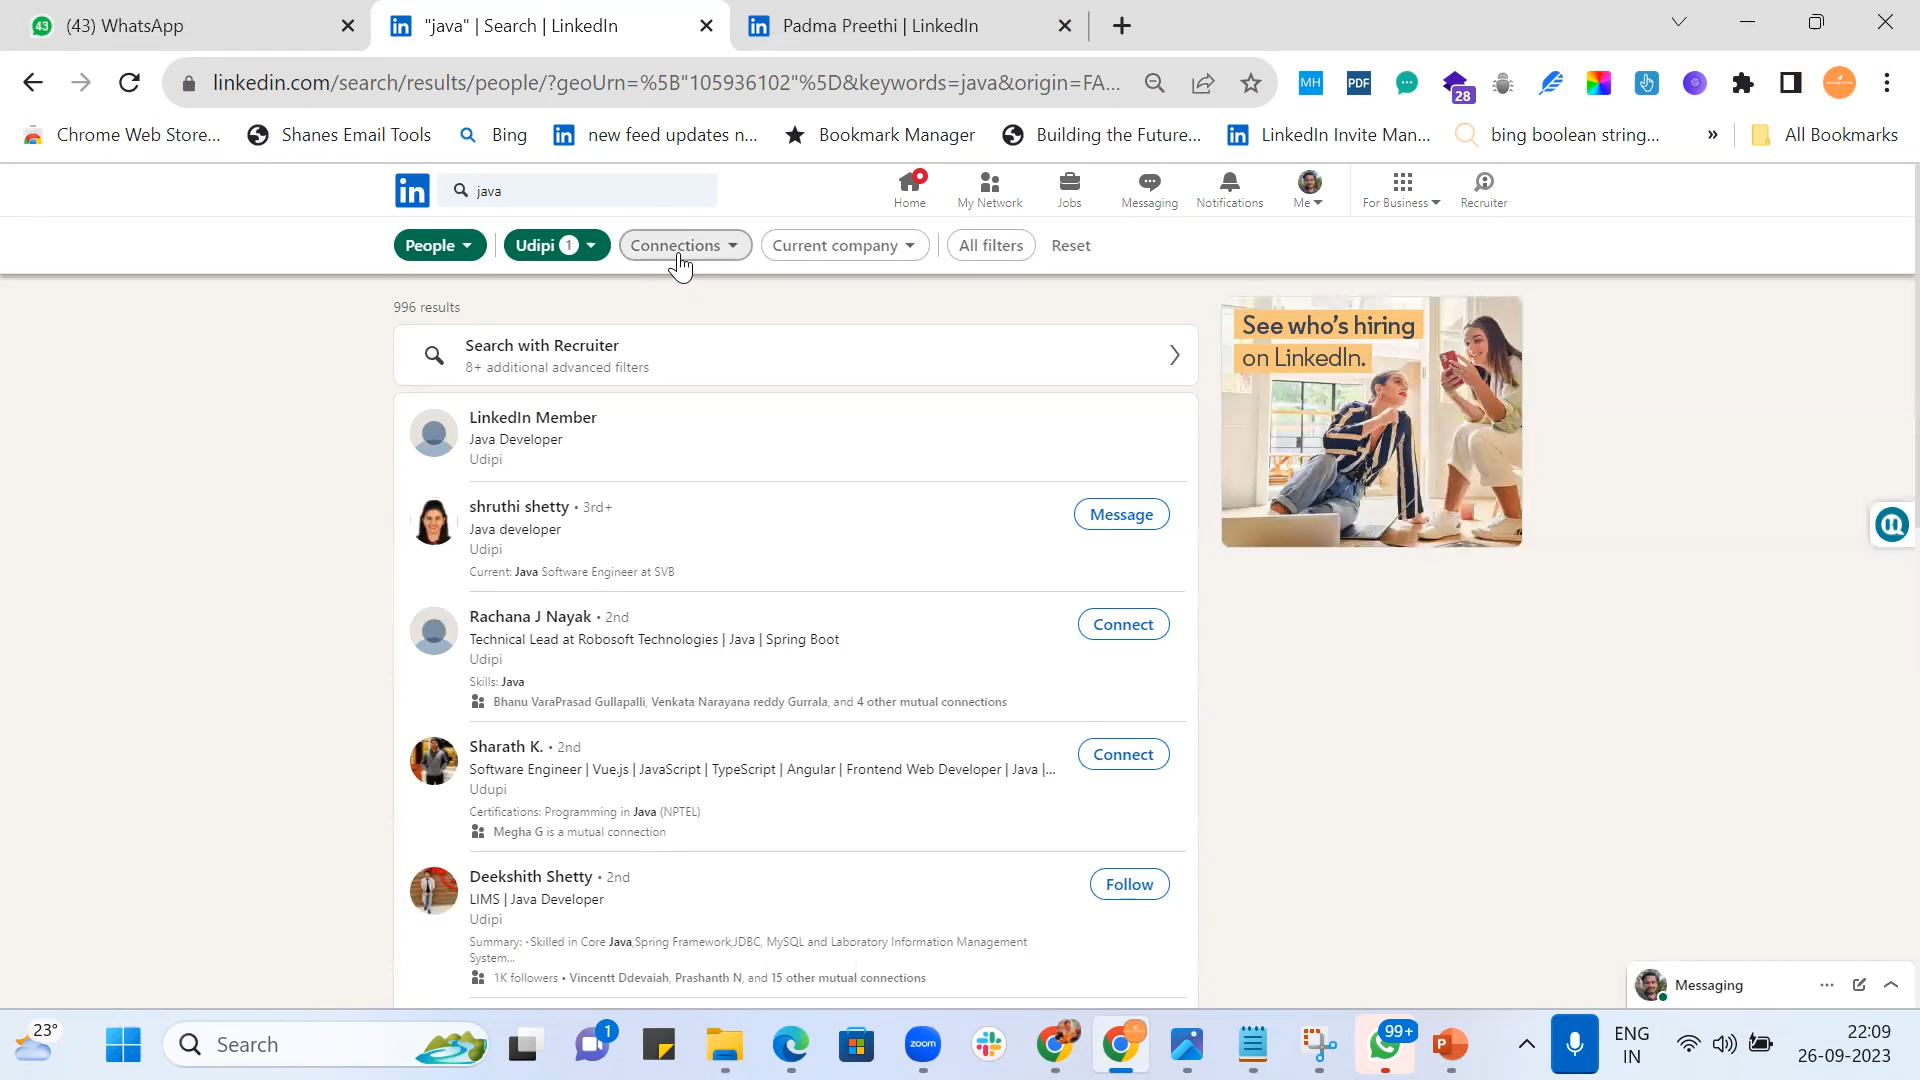 43
(43) WhatsApp
"java" | Search | LinkedIn
Padma Preethi | LinkedIn
linkedin.com/search/results/people/?geoUrn=%5B"105936102"%5D&keywords=java&origin=FA...
MH
PDF
28
Chrome Web Store...
Shanes Email Tools
Bing
new feed updates n...
Bookmark Manager
Building the Future...
LinkedIn Invite Man...
bing boolean string...
»
All Bookmarks
in
java
Home
My Network
Jobs
Messaging
Notifications
Me
For Business
Recruiter
People
Udipi 1
Connections
Current company
All filters
Reset
996 results
Search with Recruiter
8+ additional advanced filters
See who's hiring
on LinkedIn.
LinkedIn Member
Java Developer
Udipi
shruthi shetty • 3rd+
Java developer
Udipi
Current: Java Software Engineer at SVB
Message
Rachana J Nayak • 2nd
Technical Lead at Robosoft Technologies | Java | Spring Boot
Udipi
Skills: Java
Bhanu VaraPrasad Gullapalli, Venkata Narayana reddy Gurrala, and 4 other mutual connections
Connect
Sharath K. • 2nd
Software Engineer | Vue.js | JavaScript | TypeScript | Angular | Frontend Web Developer | Java |...
Udupi
Certifications: Programming in Java (NPTEL)
Megha G is a mutual connection
Connect
Deekshith Shetty • 2nd
LIMS | Java Developer
Udipi
Summary: •Skilled in Core Java,Spring Framework,JDBC, MySQL and Laboratory Information Management
System...
1K followers • Vincentt Ddevaiah, Prashanth N, and 15 other mutual connections
Follow
Messaging
23°
Search
1
zoom
99+
P
ENG
IN
22:09
26-09-2023